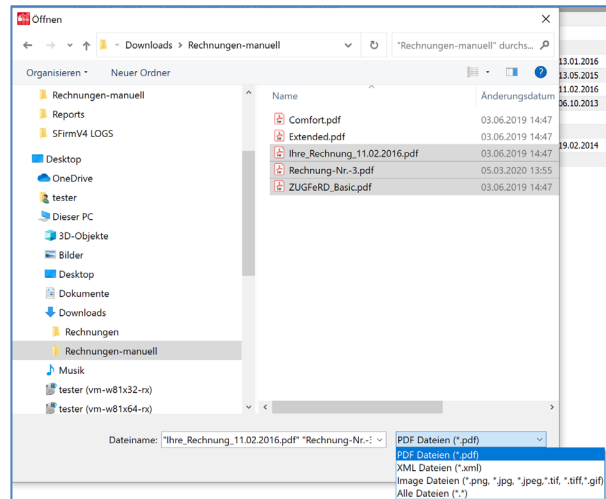 Öffnen
Downloads > Rechnungen-manuell
"Rechnungen-manuell" durchs...
Organisieren
Neuer Ordner
Rechnungen-manuell
Reports
SFirmV4 LOGS
Desktop
OneDrive
tester
Dieser PC
3D-Objekte
Bilder
Desktop
Dokumente
Downloads
Rechnungen
Rechnungen-manuell
Musik
tester (vm-w81x32-rx)
tester (vm-w81x64-rx)
Name Änderungsdatum
Comfort.pdf 03.06.2019 14:47
Extended.pdf 03.06.2019 14:47
Ihre_Rechnung_11.02.2016.pdf 03.06.2019 14:47
Rechnung-Nr.-3.pdf 05.03.2020 13:55
ZUGFeRD_Basic.pdf 03.06.2019 14:47
13.01.2016
13.05.2015
11.02.2016
06.10.2013
19.02.2014
Dateiname: "Ihre_Rechnung_11.02.2016.pdf" "Rechnung-Nr.-
PDF Dateien (*.pdf)
PDF Dateien (*.pdf)
XML Dateien (*.xml)
Image Dateien (*.png, *.jpg, *.jpeg,*.tif, *.tiff,*.gif)
Alle Dateien (*.*)